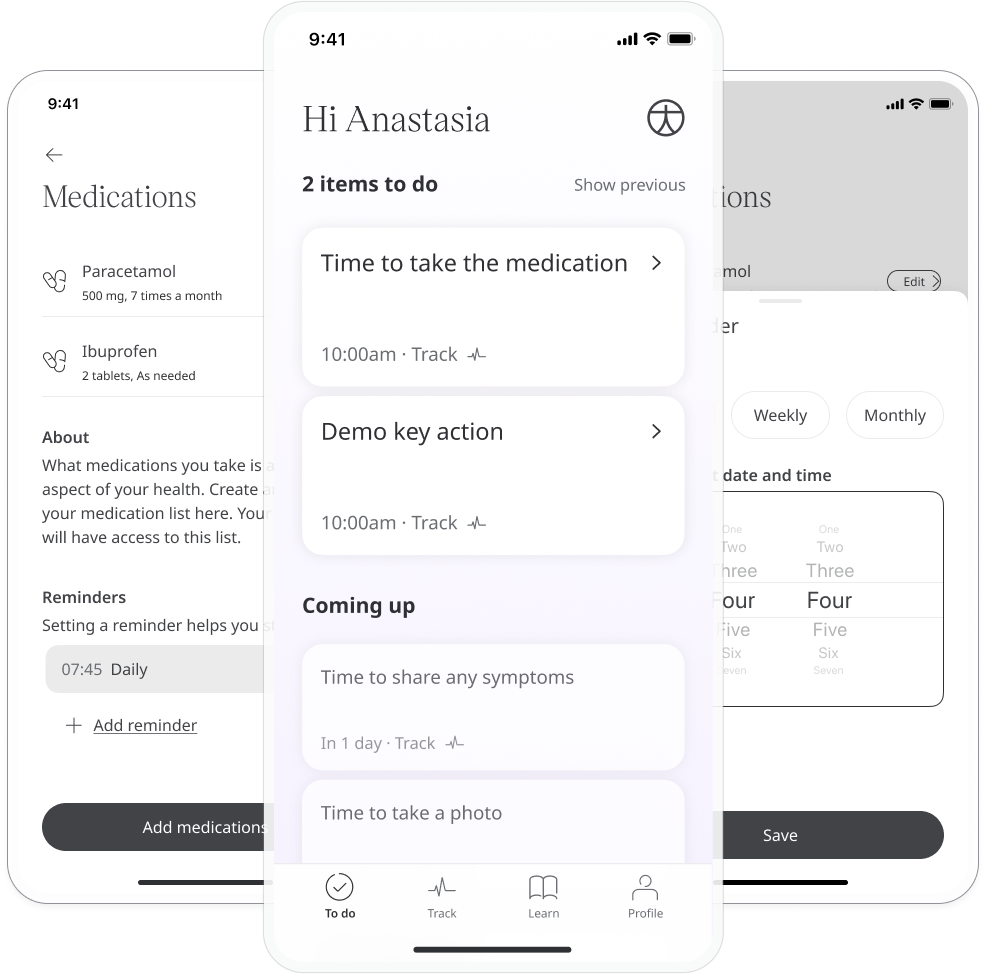 9:41
Medications
Paracetamol
500 mg, 7 times a month
Ibuprofen
2 tablets, As needed
About
What medications you take is a
aspect of your health. Create a
your medication list here. Your
will have access to this list.
Reminders
Setting a reminder helps you st
07:45 Daily
Add reminder
Add medications
9:41
Hi Anastasia
2 items to do
Show previous
Time to take the medication
10:00am · Track
Demo key action
10:00am · Track
Coming up
Time to share any symptoms
In 1 day · Track
Time to take a photo
To do
Track
Learn
Profile
tions
amol
Edit
der
Weekly
Monthly
t date and time
One One
Two Two
Three Three
Four Four
Five Five
Six Six
Seven Seven
Save